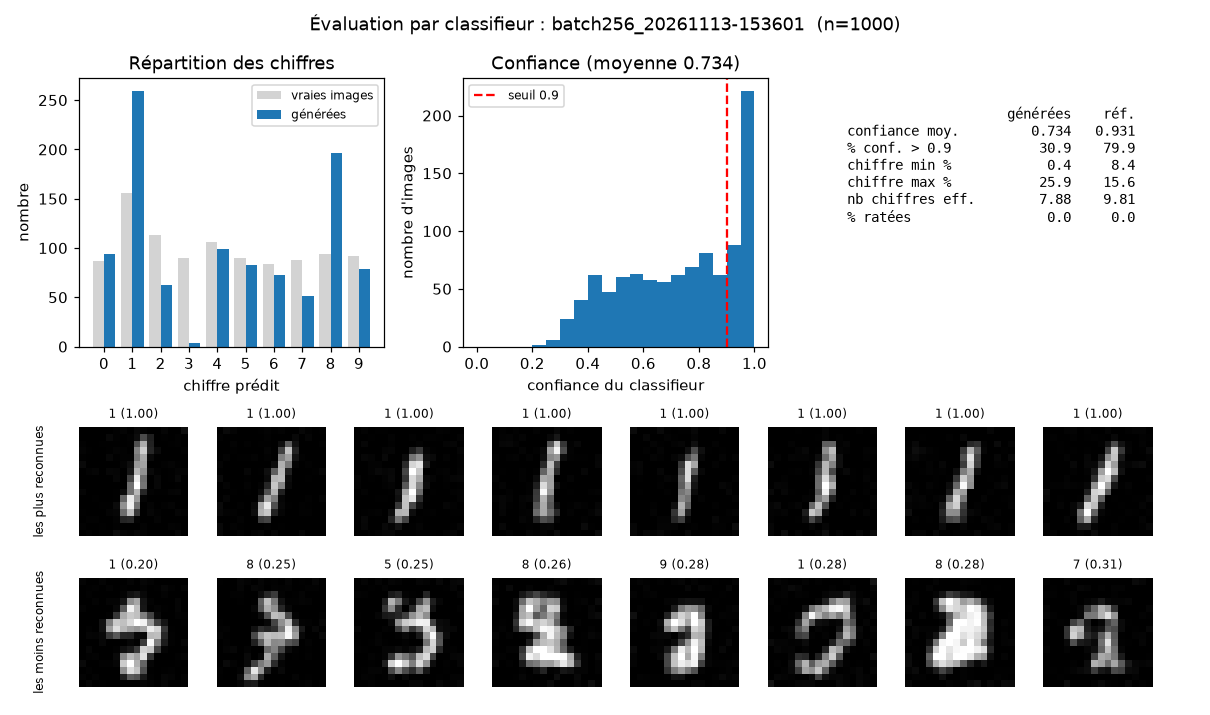 Évaluation par classifieur : batch256_20261113-153601  (n=1000)
Répartition des chiffres
vraies images
générées
250
200
150
100
50
0
nombre
0 1 2 3 4 5 6 7 8 9
chiffre prédit
Confiance (moyenne 0.734)
seuil 0.9
200
150
100
50
0
nombre d'images
0.0 0.2 0.4 0.6 0.8 1.0
confiance du classifieur
générées réf.
confiance moy. 0.734 0.931
% conf. > 0.9 30.9 79.9
chiffre min % 0.4 8.4
chiffre max % 25.9 15.6
nb chiffres eff. 7.88 9.81
% ratées 0.0 0.0
les plus reconnues
1 (1.00) 1 (1.00) 1 (1.00) 1 (1.00) 1 (1.00) 1 (1.00) 1 (1.00) 1 (1.00)
les moins reconnues
1 (0.20) 8 (0.25) 5 (0.25) 8 (0.26) 9 (0.28) 1 (0.28) 8 (0.28) 7 (0.31)